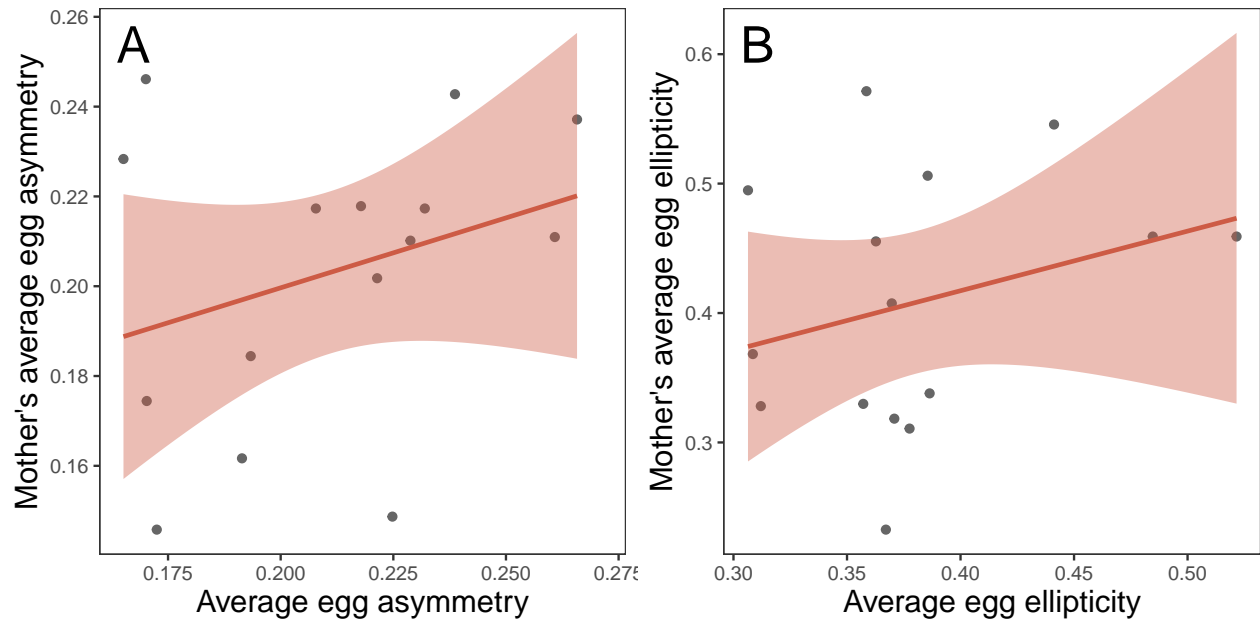 A
Mother's average egg asymmetry
0.26
0.24
0.22
0.20
0.18
0.16
0.175 0.200 0.225 0.250 0.275
Average egg asymmetry
B
Mother's average egg ellipticity
0.6
0.5
0.4
0.3
0.30 0.35 0.40 0.45 0.50
Average egg ellipticity